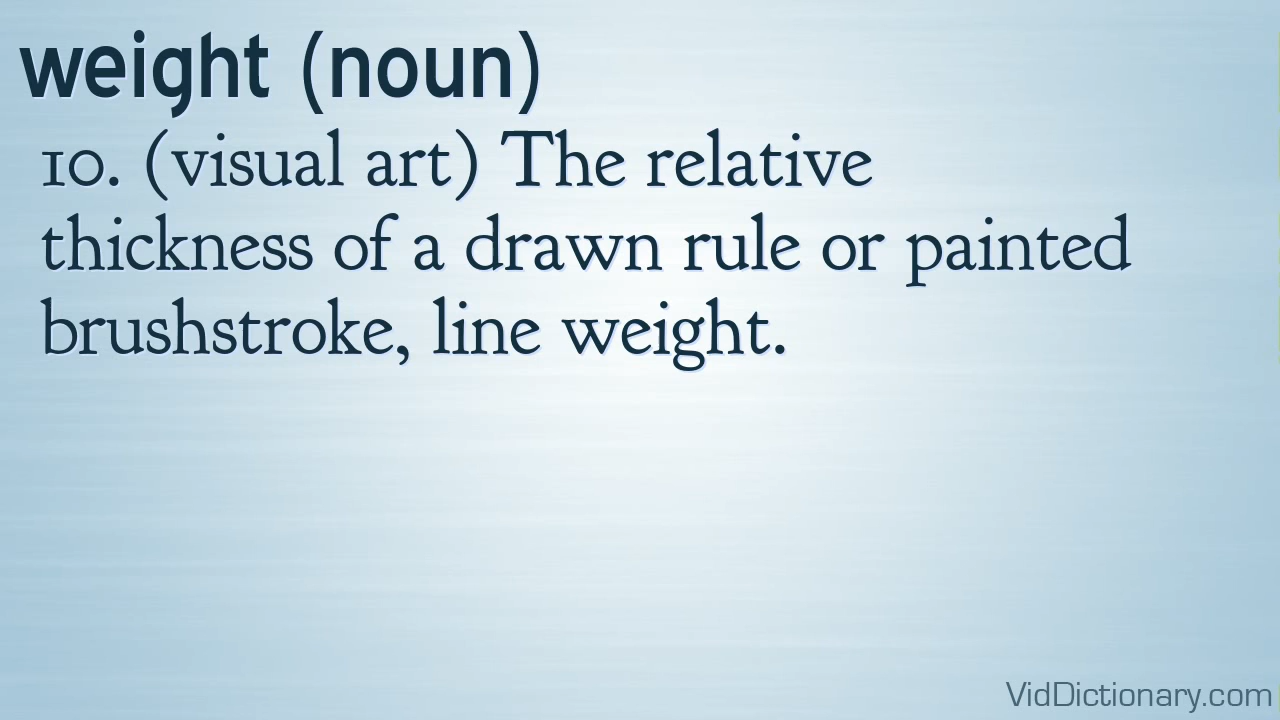 weight (noun)
10. (visual art) The relative
thickness of a drawn rule or painted
brushstroke, line weight.
VidDictionary.com